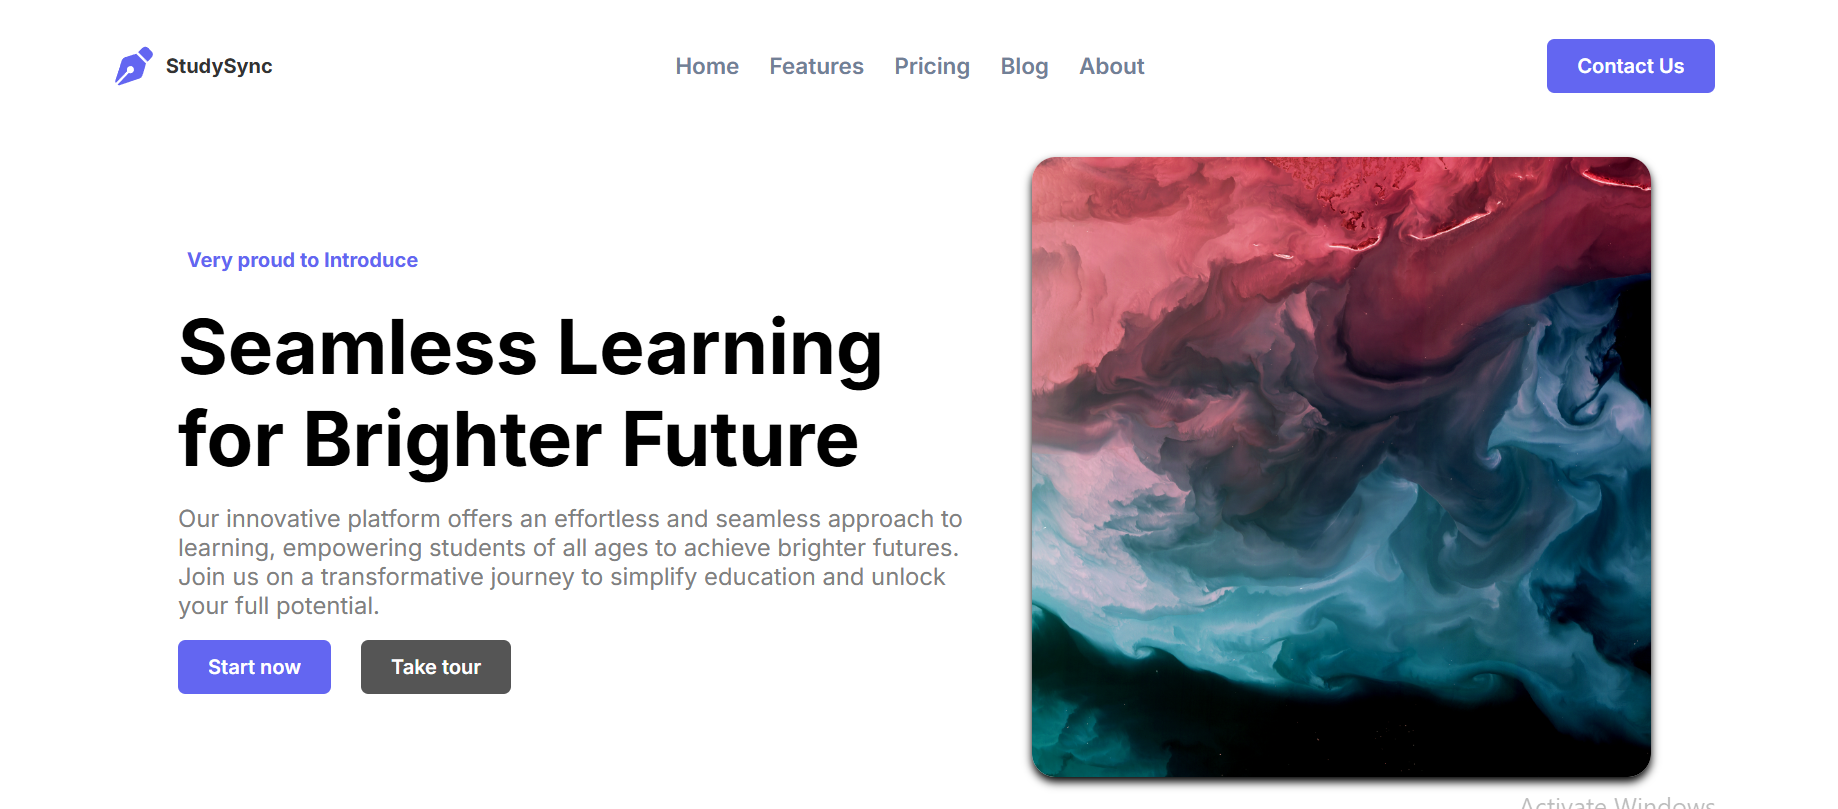 StudySync
Home Features Pricing Blog About
Contact Us
Very proud to Introduce
Seamless Learning
for Brighter Future
Our innovative platform offers an effortless and seamless approach to
learning, empowering students of all ages to achieve brighter futures.
Join us on a transformative journey to simplify education and unlock
your full potential.
Start now
Take tour
Activate Windows